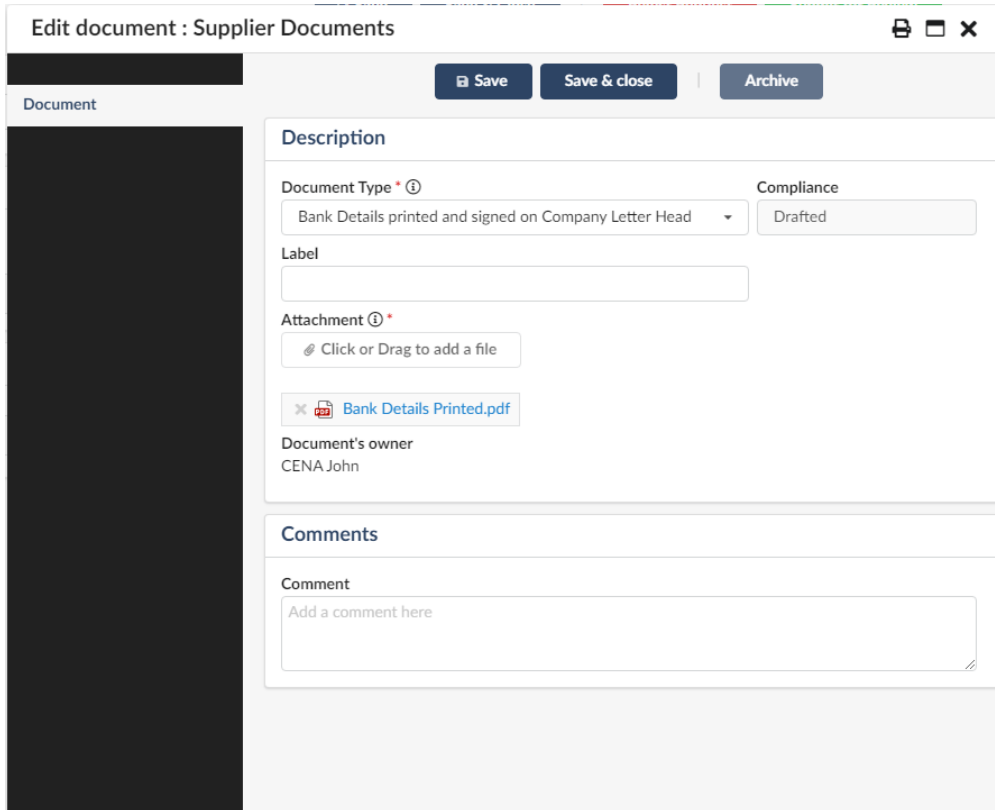 Edit document : Supplier Documents
Save
Save & close
Archive
Document
Description
Document Type * ⓘ
Compliance
Bank Details printed and signed on Company Letter Head
Drafted
Label
Attachment ⓘ *
Click or Drag to add a file
PDF Bank Details Printed.pdf
Document's owner
CENA John
Comments
Comment
Add a comment here